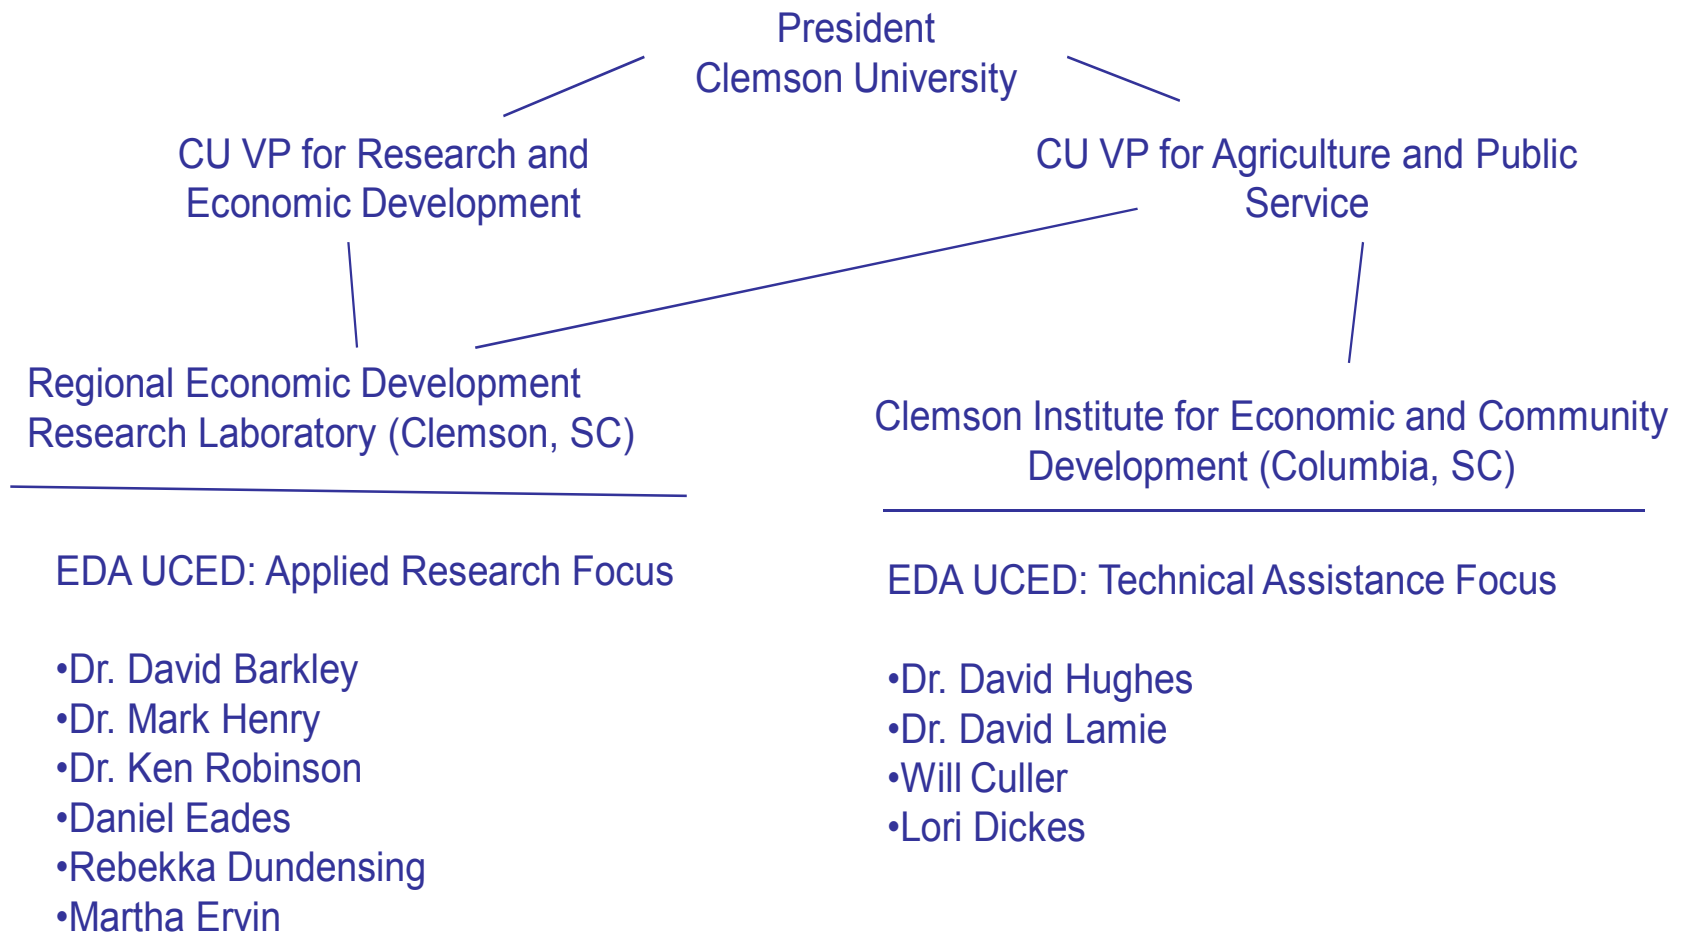 President
Clemson University
CU VP for Research and
Economic Development
CU VP for Agriculture and Public
Service
Regional Economic Development
Research Laboratory (Clemson, SC)
Clemson Institute for Economic and Community
Development (Columbia, SC)
EDA UCED: Applied Research Focus
•Dr. David Barkley
•Dr. Mark Henry
•Dr. Ken Robinson
•Daniel Eades
•Rebekka Dundensing
•Martha Ervin
EDA UCED: Technical Assistance Focus
•Dr. David Hughes
•Dr. David Lamie
•Will Culler
•Lori Dickes